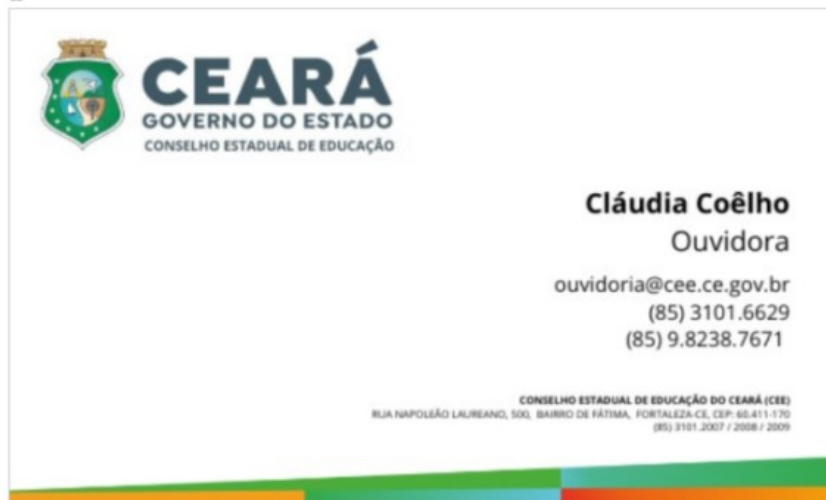 CEARÁ
GOVERNO DO ESTADO
CONSELHO ESTADUAL DE EDUCAÇÃO
Cláudia Coêlho
Ouvidora
ouvidoria@cee.ce.gov.br
(85) 3101.6629
(85) 9.8238.7671
CONSELHO ESTADUAL DE EDUCAÇÃO DO CEARÁ (CEE)
RUA NAPOLEÃO LAUREANO, 500, BAIRRO DE FÁTIMA, FORTALEZA-CE, CEP: 60.411-170
(85) 3101.2007 / 2008 / 2009